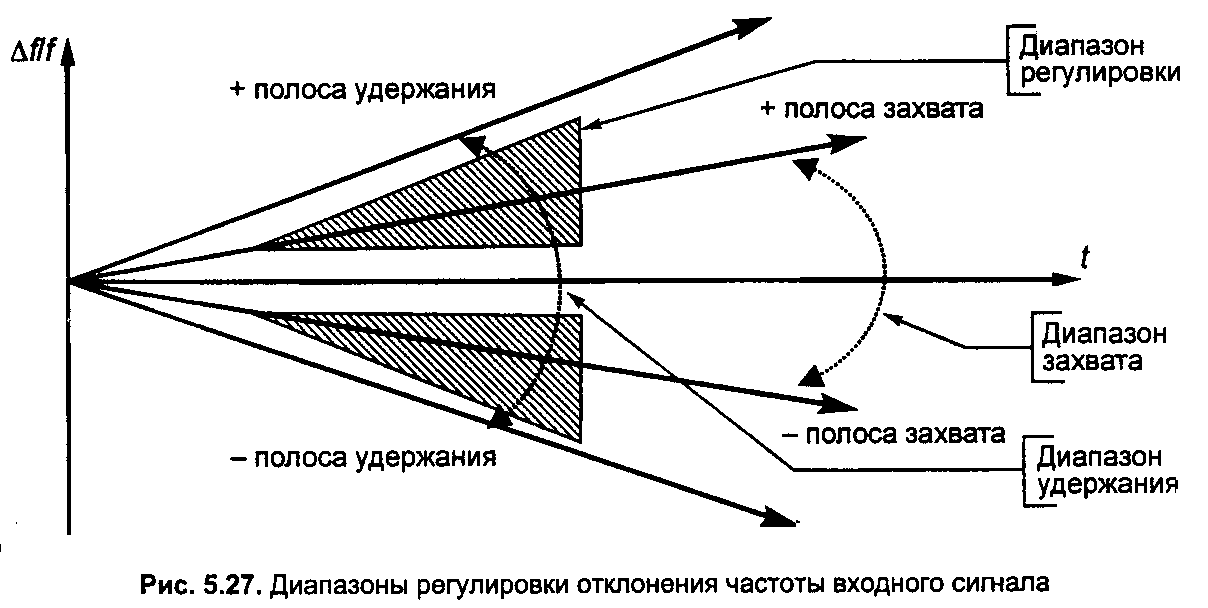 Δf/f
+ полоса удержания
Диапазон
регулировки
+ полоса захвата
t
Диапазон
захвата
– полоса захвата
– полоса удержания
Диапазон
удержания
Рис. 5.27. Диапазоны регулировки отклонения частоты входного сигнала